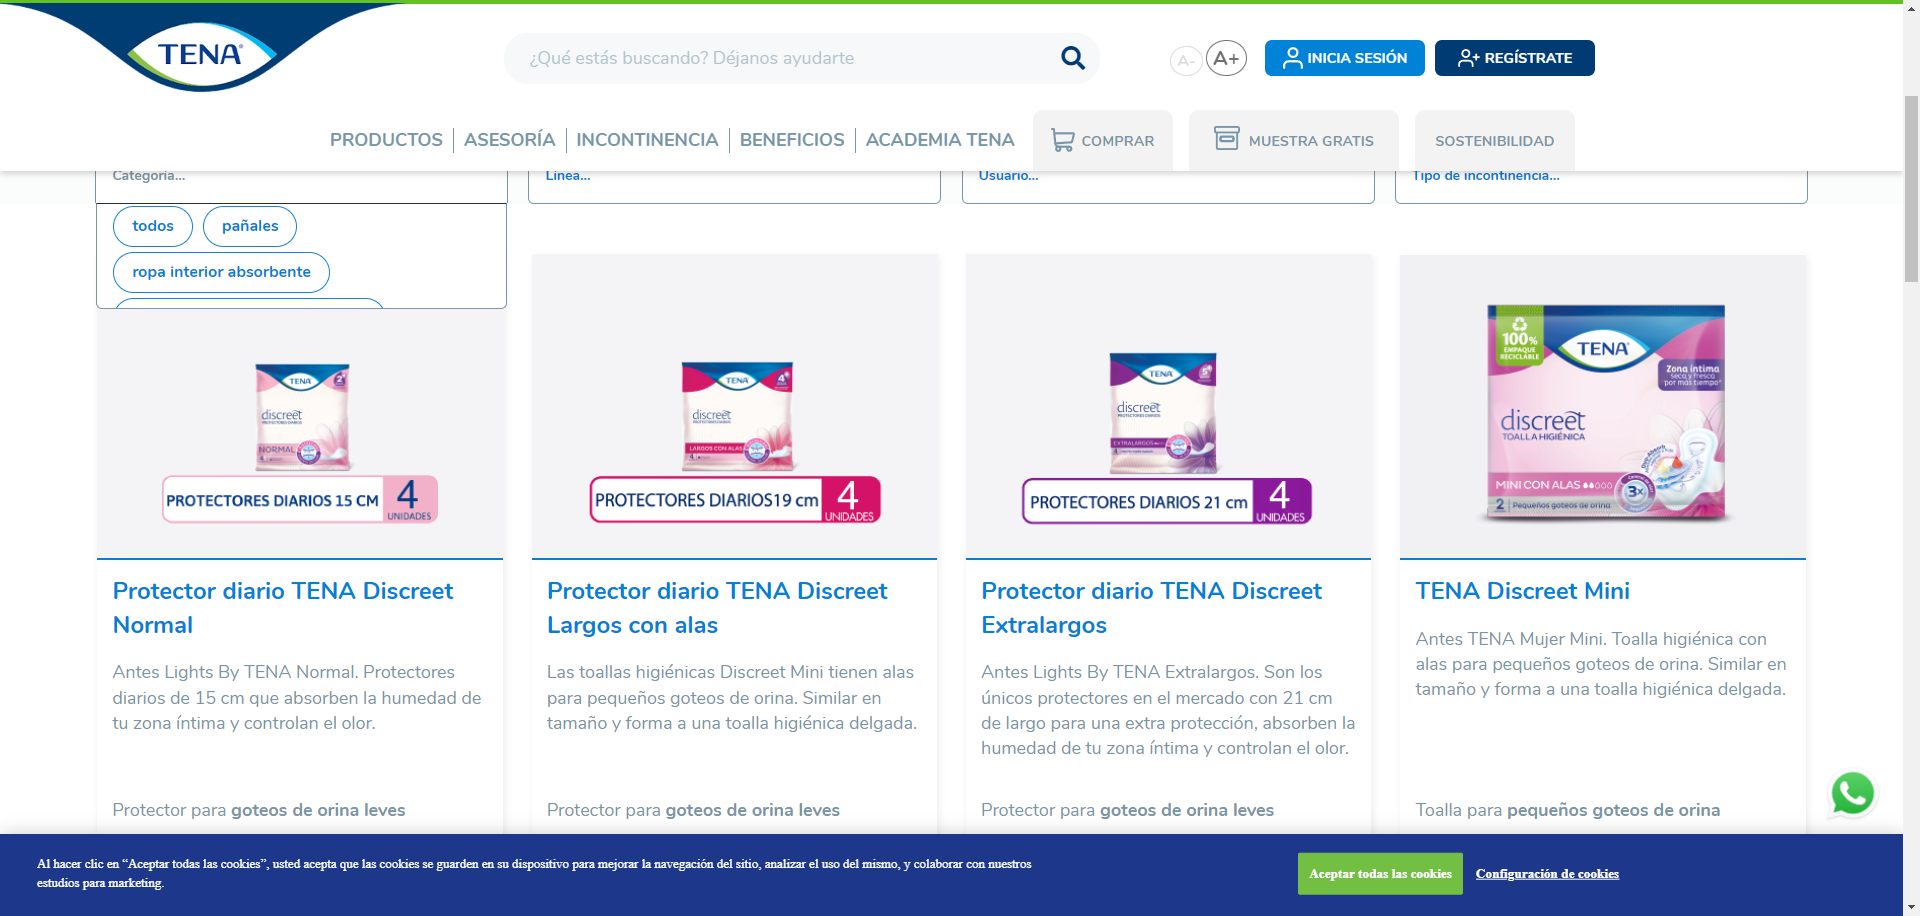 TENA
¿Qué estás buscando? Déjanos ayudarte
A-
A+
INICIA SESIÓN
REGÍSTRATE
PRODUCTOS
ASESORÍA
INCONTINENCIA
BENEFICIOS
ACADEMIA TENA
COMPRAR
MUESTRA GRATIS
SOSTENIBILIDAD
Categoría...
Línea...
Usuario...
Tipo de incontinencia...
todos
pañales
ropa interior absorbente
TENA
discreet
PROTECTORES DIARIOS
NORMAL
4
PROTECTORES DIARIOS 15 CM
4
UNIDADES
TENA
discreet
PROTECTORES DIARIOS
LARGOS CON ALAS
4
PROTECTORES DIARIOS 19 cm
4
UNIDADES
TENA
discreet
PROTECTORES DIARIOS
EXTRALARGOS
4
PROTECTORES DIARIOS 21 cm
4
UNIDADES
100%
EMPAQUE
RECICLABLE
TENA
Zona íntima
seca y fresca
por más tiempo*
discreet
TOALLA HIGIÉNICA
MINI CON ALAS
3x
2
Pequeños goteos de orina
Protector diario TENA Discreet
Normal
Antes Lights By TENA Normal. Protectores
diarios de 15 cm que absorben la humedad de
tu zona íntima y controlan el olor.
Protector para goteos de orina leves
Protector diario TENA Discreet
Largos con alas
Las toallas higiénicas Discreet Mini tienen alas
para pequeños goteos de orina. Similar en
tamaño y forma a una toalla higiénica delgada.
Protector para goteos de orina leves
Protector diario TENA Discreet
Extralargos
Antes Lights By TENA Extralargos. Son los
únicos protectores en el mercado con 21 cm
de largo para una extra protección, absorben la
humedad de tu zona íntima y controlan el olor.
Protector para goteos de orina leves
TENA Discreet Mini
Antes TENA Mujer Mini. Toalla higiénica con
alas para pequeños goteos de orina. Similar en
tamaño y forma a una toalla higiénica delgada.
Toalla para pequeños goteos de orina
Al hacer clic en “Aceptar todas las cookies”, usted acepta que las cookies se guarden en su dispositivo para mejorar la navegación del sitio, analizar el uso del mismo, y colaborar con nuestros
estudios para marketing.
Aceptar todas las cookies
Configuración de cookies